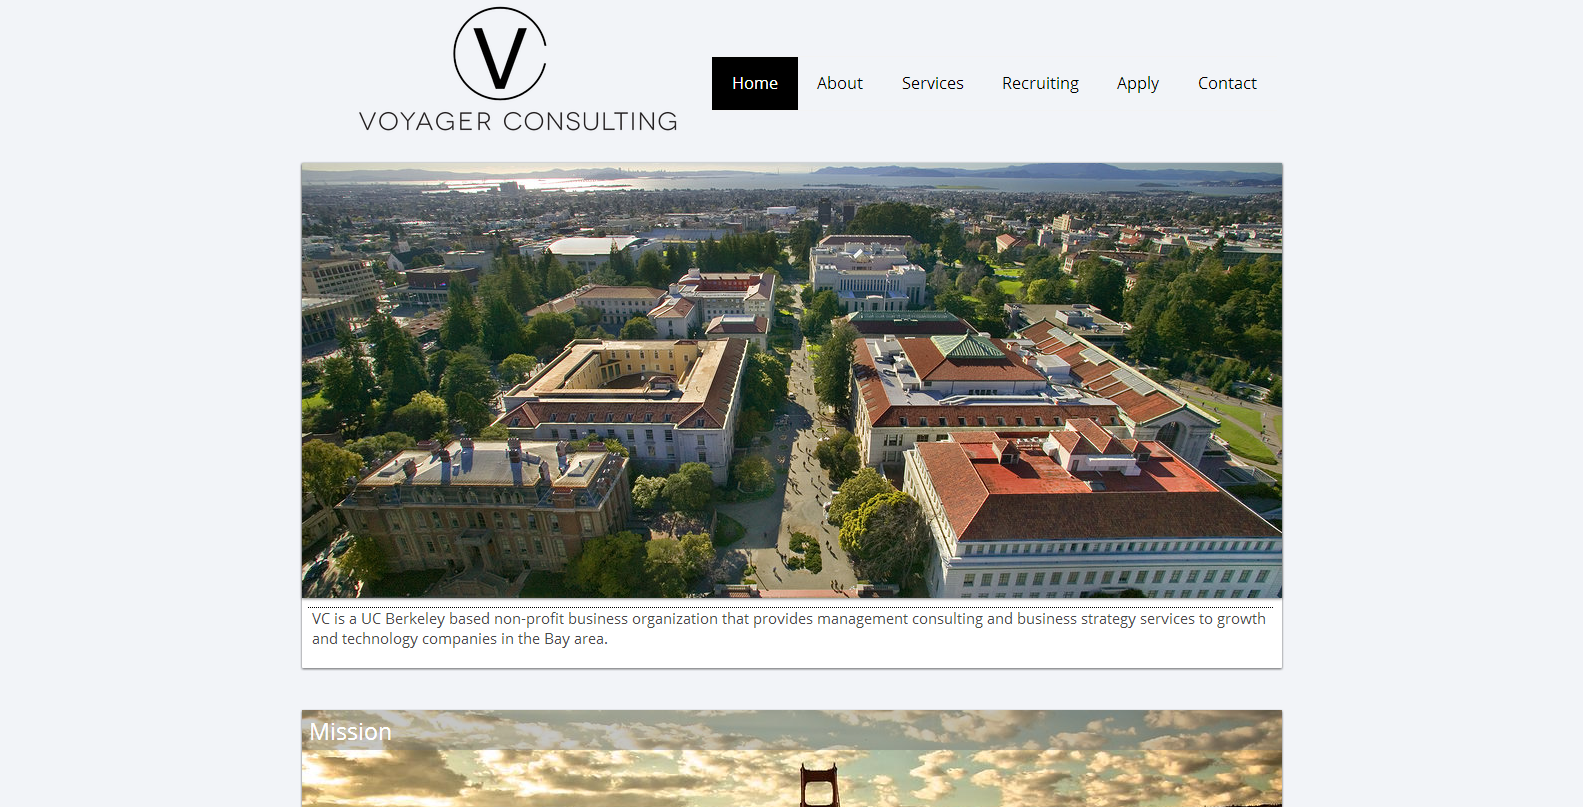 V
VOYAGER CONSULTING
Home About Services Recruiting Apply Contact
VC is a UC Berkeley based non-profit business organization that provides management consulting and business strategy services to growth
and technology companies in the Bay area.
Mission